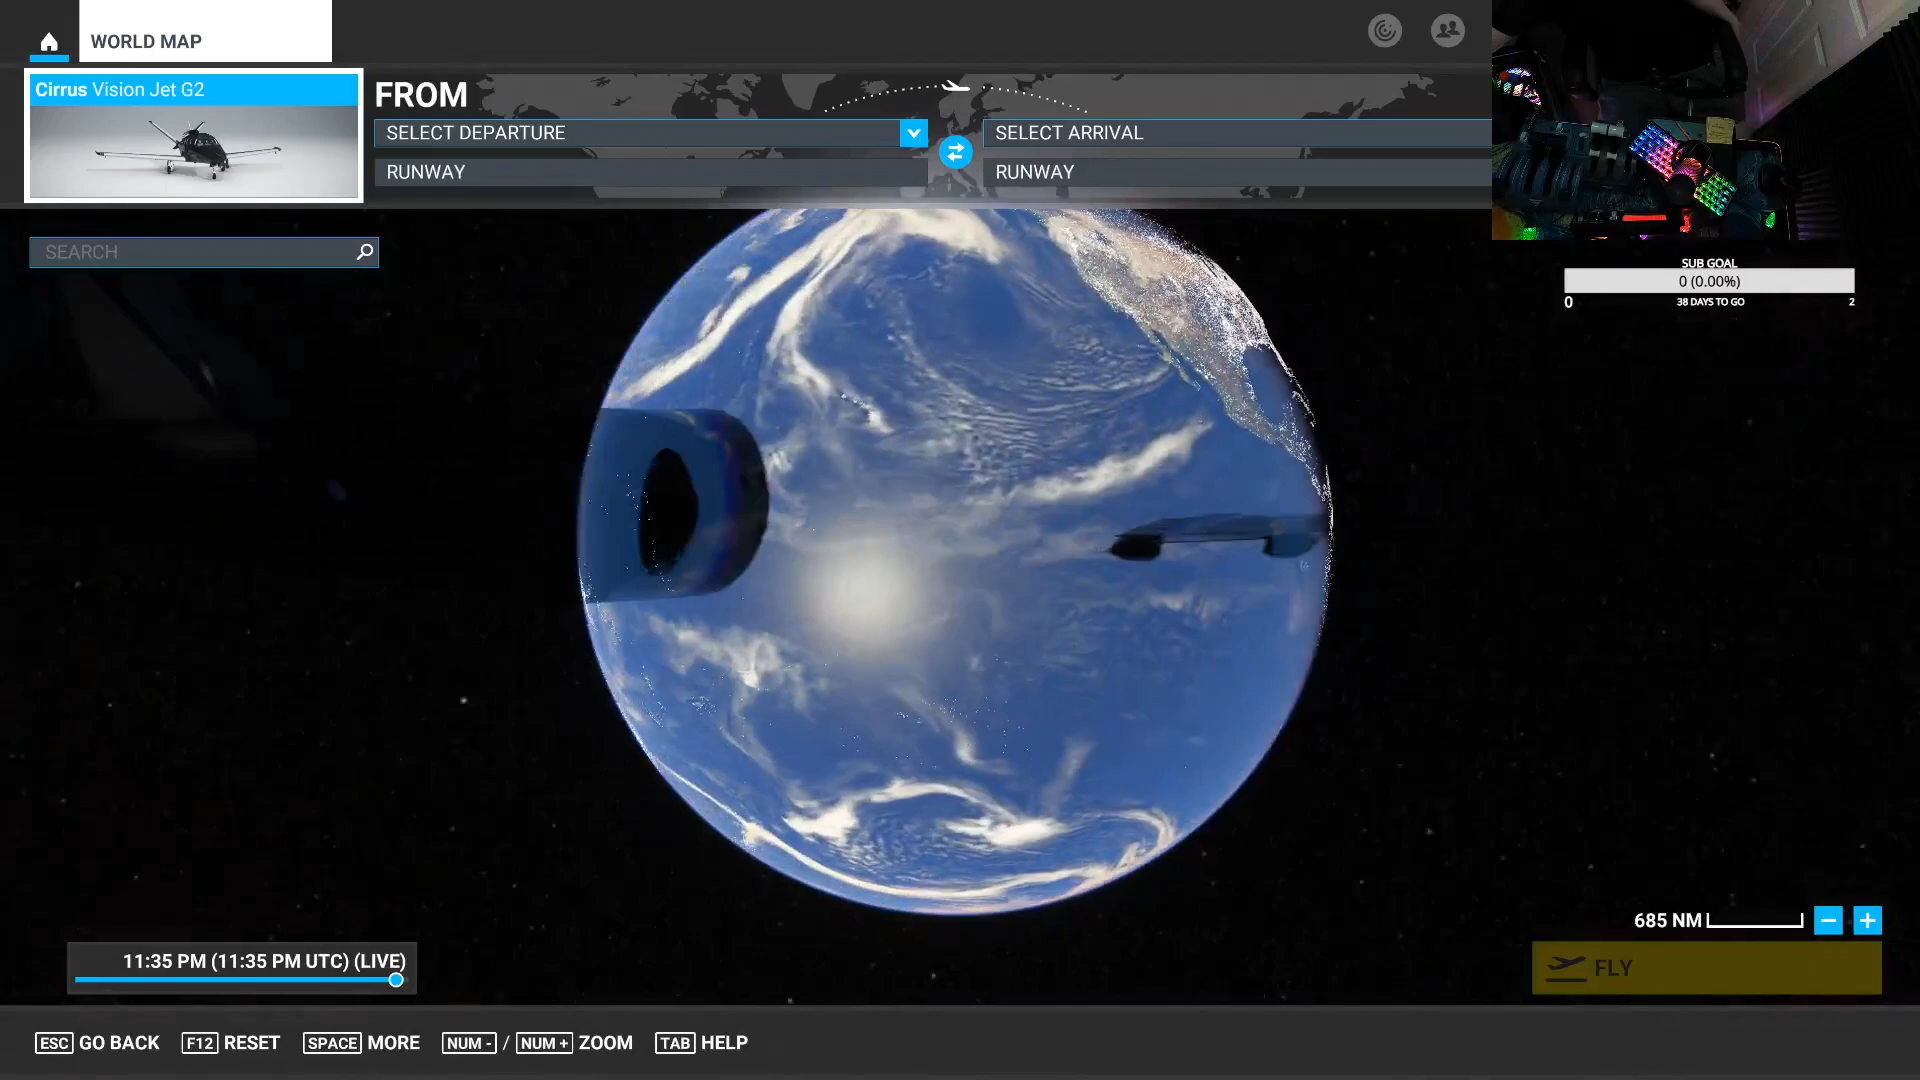 WORLD MAP
Cirrus Vision Jet G2
FROM
SELECT DEPARTURE
SELECT ARRIVAL
RUNWAY
RUNWAY
SEARCH
SUB GOAL
0 (0.00%)
0
38 DAYS TO GO
2
685 NM
FLY
11:35 PM (11:35 PM UTC) (LIVE)
ESC GO BACK
F12 RESET
SPACE MORE
NUM - / NUM + ZOOM
TAB HELP